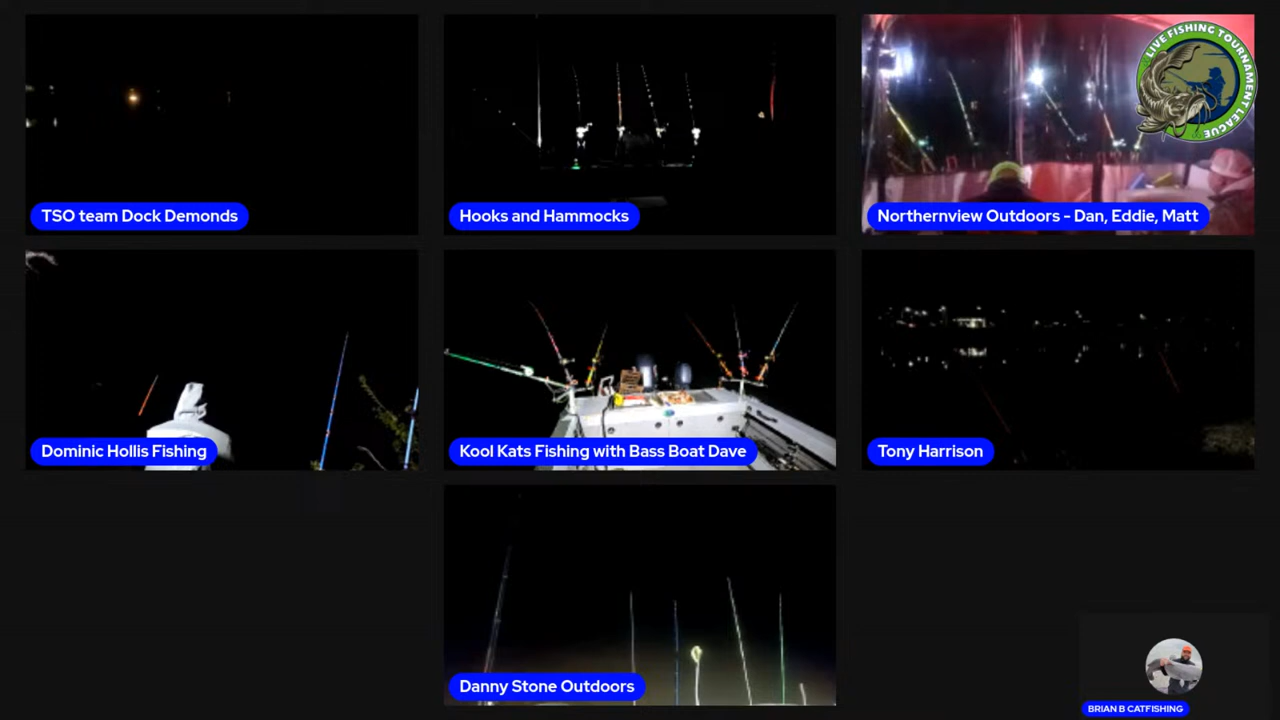 TSO team Dock Demonds
Hooks and Hammocks
LIVE FISHING TOURNAMENT LEAGUE
Northernview Outdoors - Dan, Eddie, Matt
Dominic Hollis Fishing
Kool Kats Fishing with Bass Boat Dave
Tony Harrison
Danny Stone Outdoors
BRIAN B CATFISHING